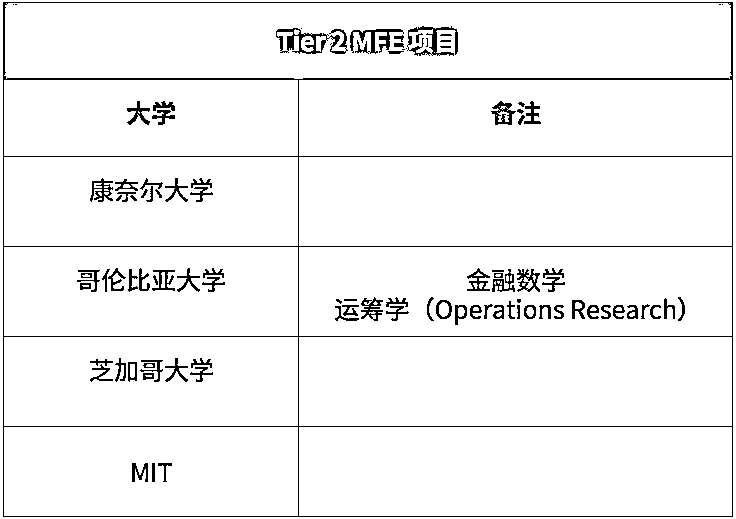 Tier 2 MFE 项目
大学
备注
康奈尔大学
哥伦比亚大学
金融数学
运筹学（Operations Research）
芝加哥大学
MIT